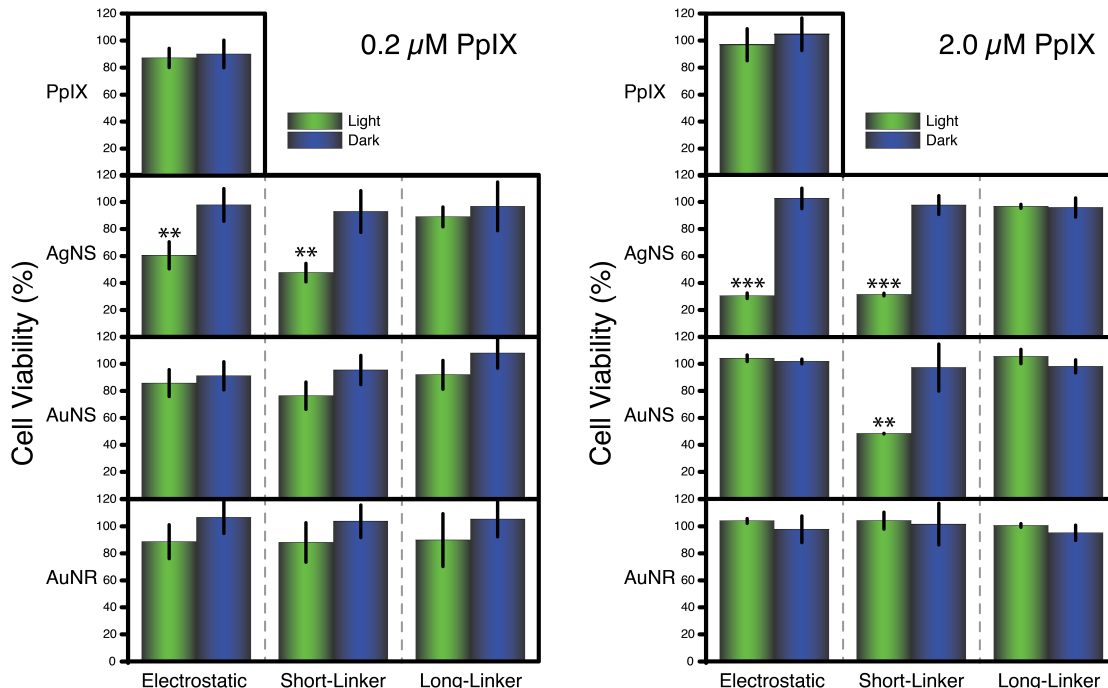 0.2 µM PpIX
Light
Dark
Cell Viability (%)
PpIX
120
100
80
60
40
20
AgNS
120
100
80
60
40
20
AuNS
120
100
80
60
40
20
AuNR
120
100
80
60
40
20
0
**
**
Electrostatic
Short-Linker
Long-Linker
2.0 µM PpIX
Light
Dark
Cell Viability (%)
PpIX
120
100
80
60
40
20
AgNS
120
100
80
60
40
20
AuNS
120
100
80
60
40
20
AuNR
120
100
80
60
40
20
0
***
***
**
Electrostatic
Short-Linker
Long-Linker